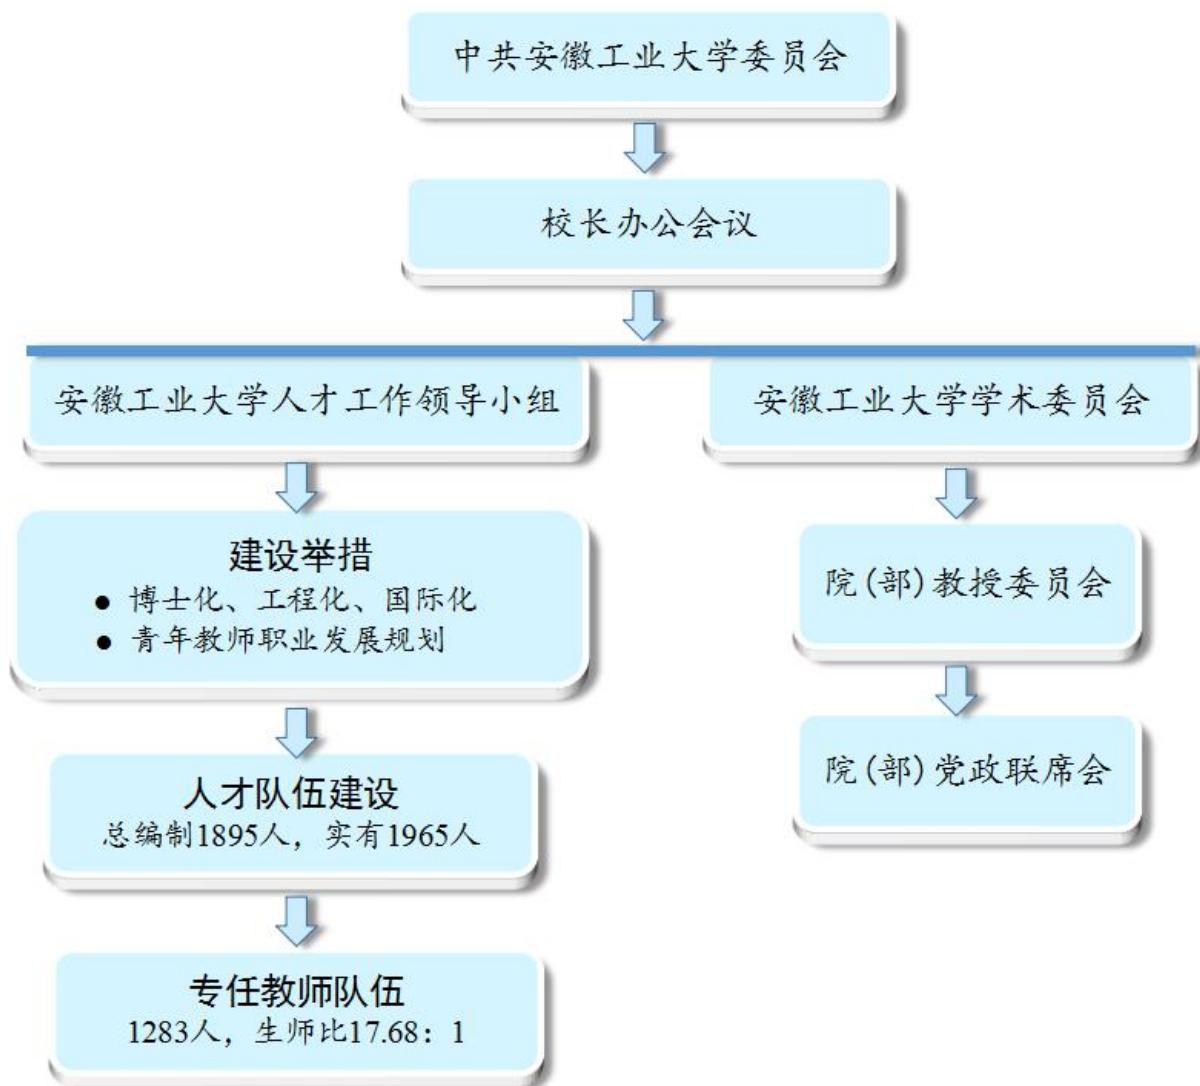 中共安徽工业大学委员会
校长办公会议
安徽工业大学人才工作领导小组
安徽工业大学学术委员会
建设举措
● 博士化、工程化、国际化
● 青年教师职业发展规划
院(部)教授委员会
人才队伍建设
总编制1895人，实有1965人
院(部)党政联席会
专任教师队伍
1283人，生师比17.68：1